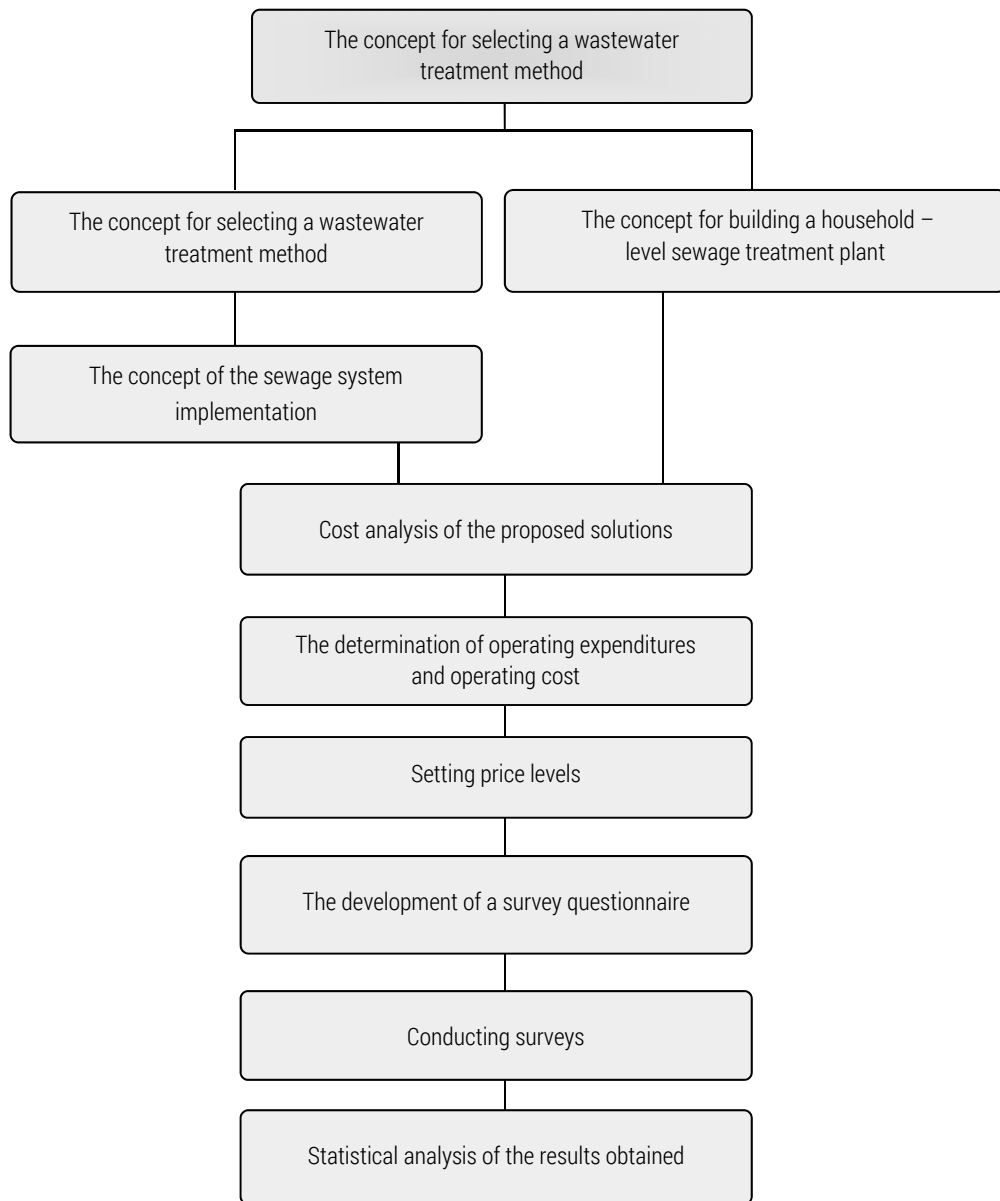 The concept for selecting a wastewater
treatment method
The concept for selecting a wastewater
treatment method
The concept for building a household –
level sewage treatment plant
The concept of the sewage system
implementation
Cost analysis of the proposed solutions
The determination of operating expenditures
and operating cost
Setting price levels
The development of a survey questionnaire
Conducting surveys
Statistical analysis of the results obtained